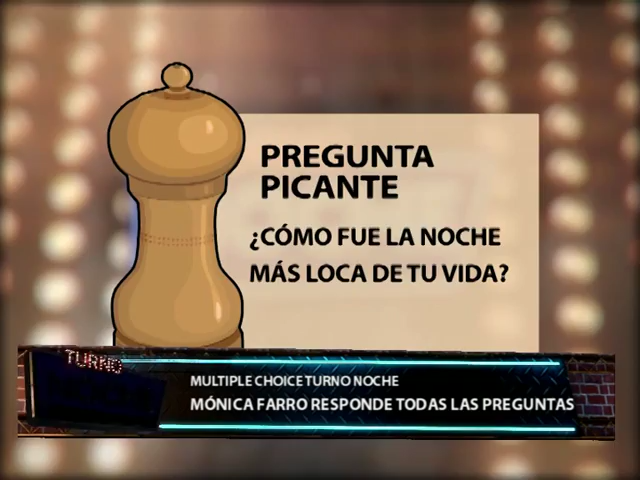 PREGUNTA
PICANTE
¿CÓMO FUE LA NOCHE
MÁS LOCA DE TU VIDA?
TURNO
MULTIPLE CHOICE TURNO NOCHE
MÓNICA FARRO RESPONDE TODAS LAS PREGUNTAS